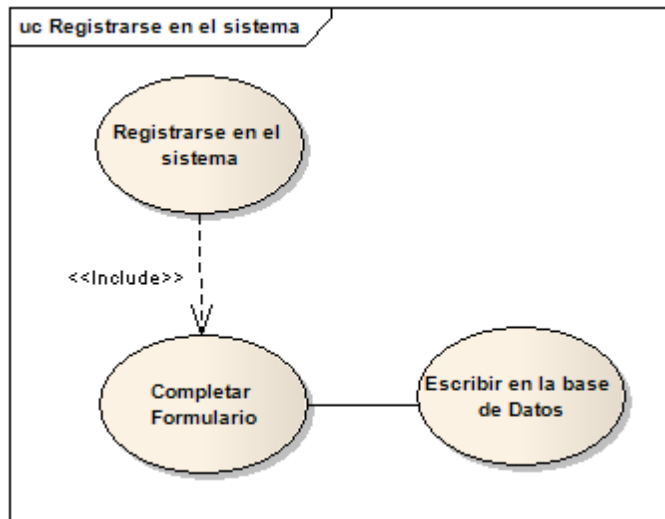 uc Registrarse en el sistema
Registrarse en el
sistema
<<Include>>
Completar
Formulario
Escribir en la base
de Datos